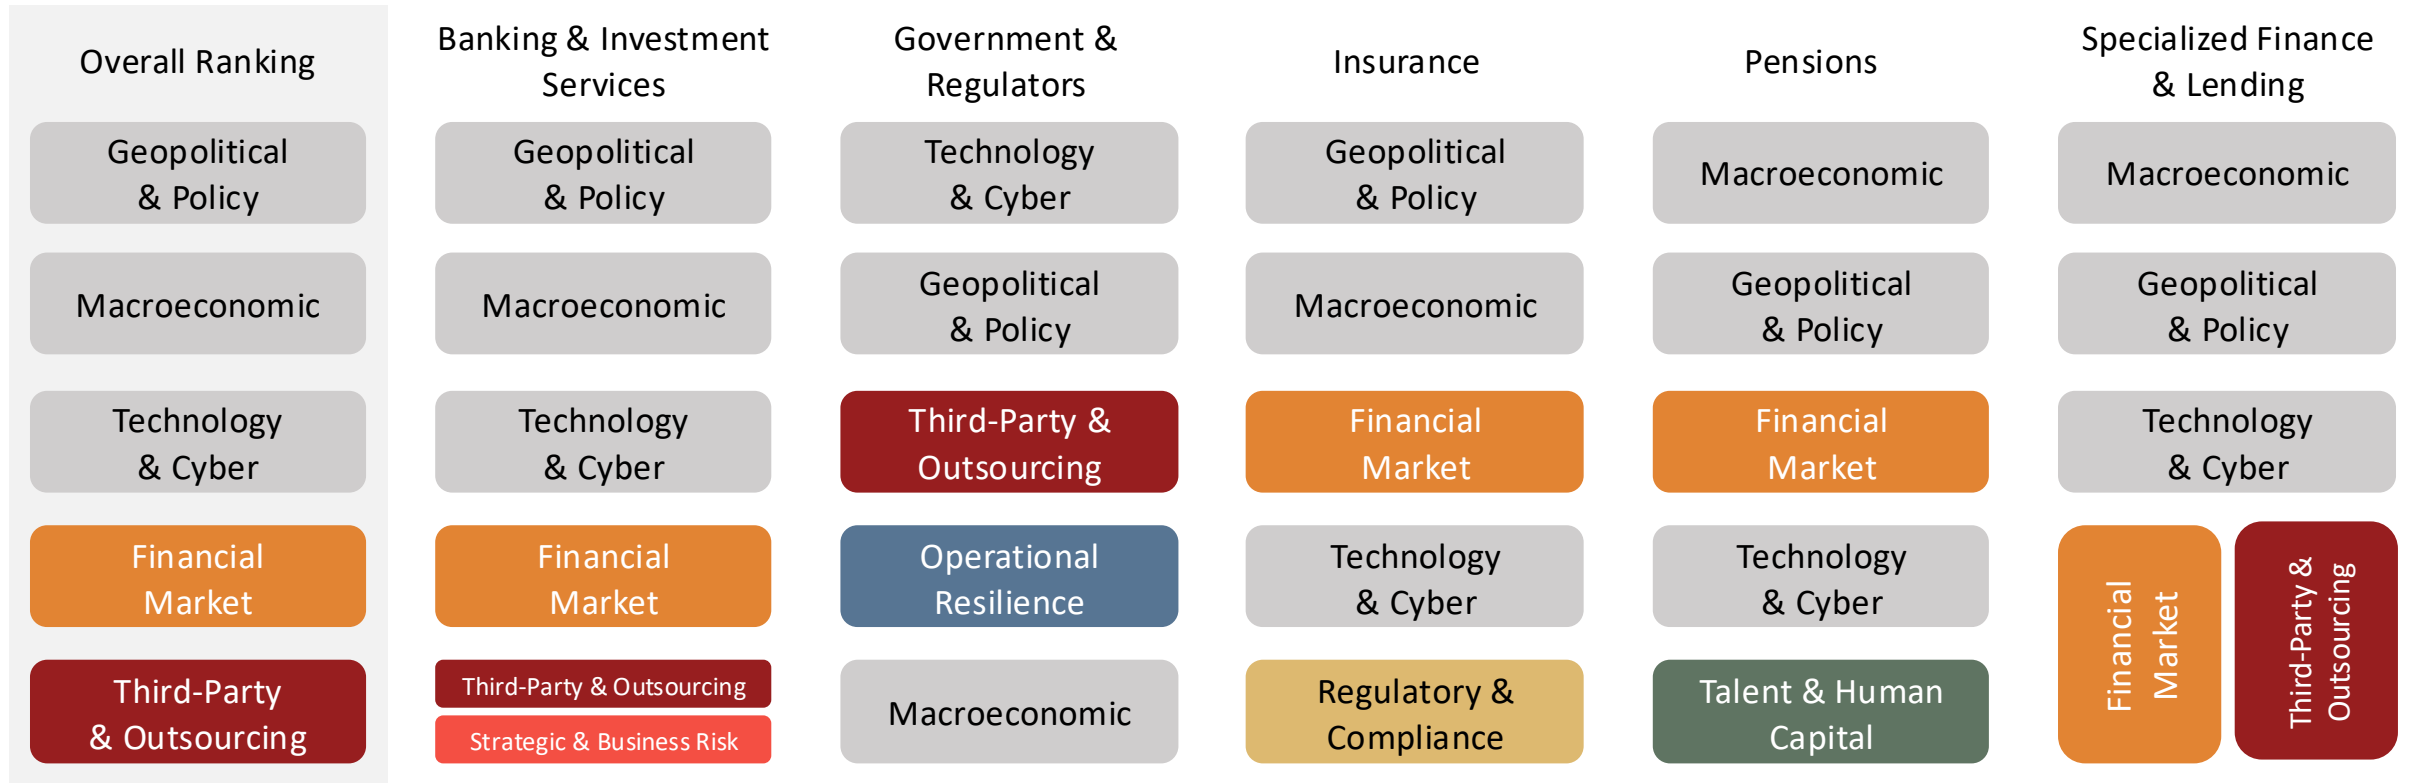 Overall Ranking
Geopolitical
& Policy
Macroeconomic
Technology
& Cyber
Financial
Market
Third-Party
& Outsourcing
Banking & Investment
Services
Geopolitical
& Policy
Macroeconomic
Technology
& Cyber
Financial
Market
Third-Party & Outsourcing
Strategic & Business Risk
Government &
Regulators
Technology
& Cyber
Geopolitical
& Policy
Third-Party &
Outsourcing
Operational
Resilience
Macroeconomic
Insurance
Geopolitical
& Policy
Macroeconomic
Financial
Market
Technology
& Cyber
Regulatory &
Compliance
Pensions
Macroeconomic
Geopolitical
& Policy
Financial
Market
Technology
& Cyber
Talent & Human
Capital
Specialized Finance
& Lending
Macroeconomic
Geopolitical
& Policy
Technology
& Cyber
Financial
Market
Third-Party &
Outsourcing